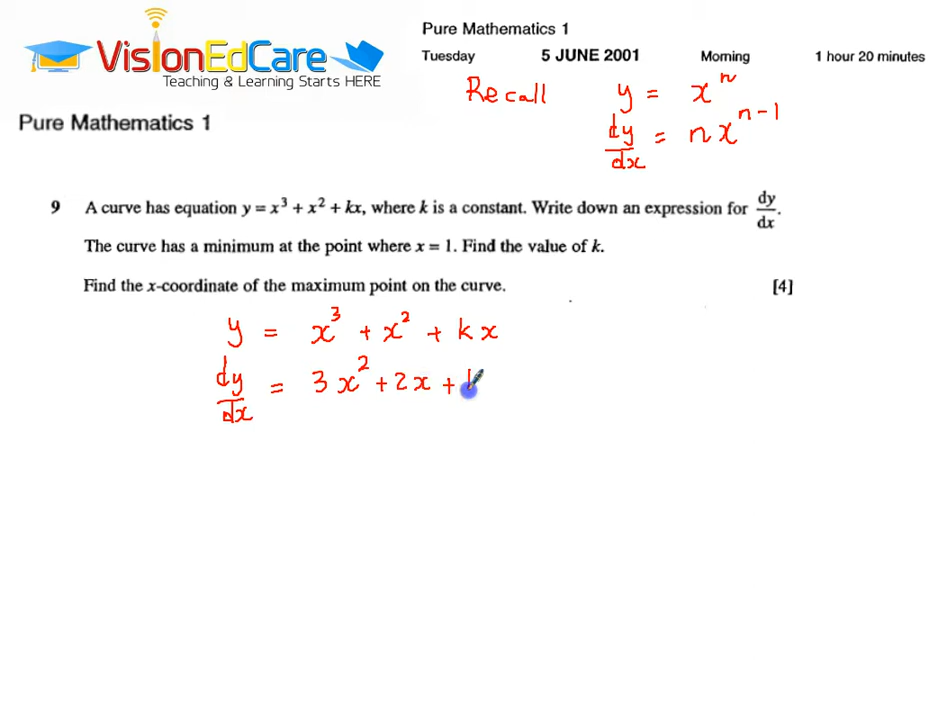 VisionEdCare
Teaching & Learning Starts HERE
Pure Mathematics 1
Tuesday 5 JUNE 2001 Morning 1 hour 20 minutes
Recall y = x^n
dy/dx = nx^(n-1)
Pure Mathematics 1
9 A curve has equation y = x³ + x² + kx, where k is a constant. Write down an expression for dy/dx.
The curve has a minimum at the point where x = 1. Find the value of k.
Find the x-coordinate of the maximum point on the curve. [4]
y = x³ + x² + kx
dy/dx = 3x² + 2x +